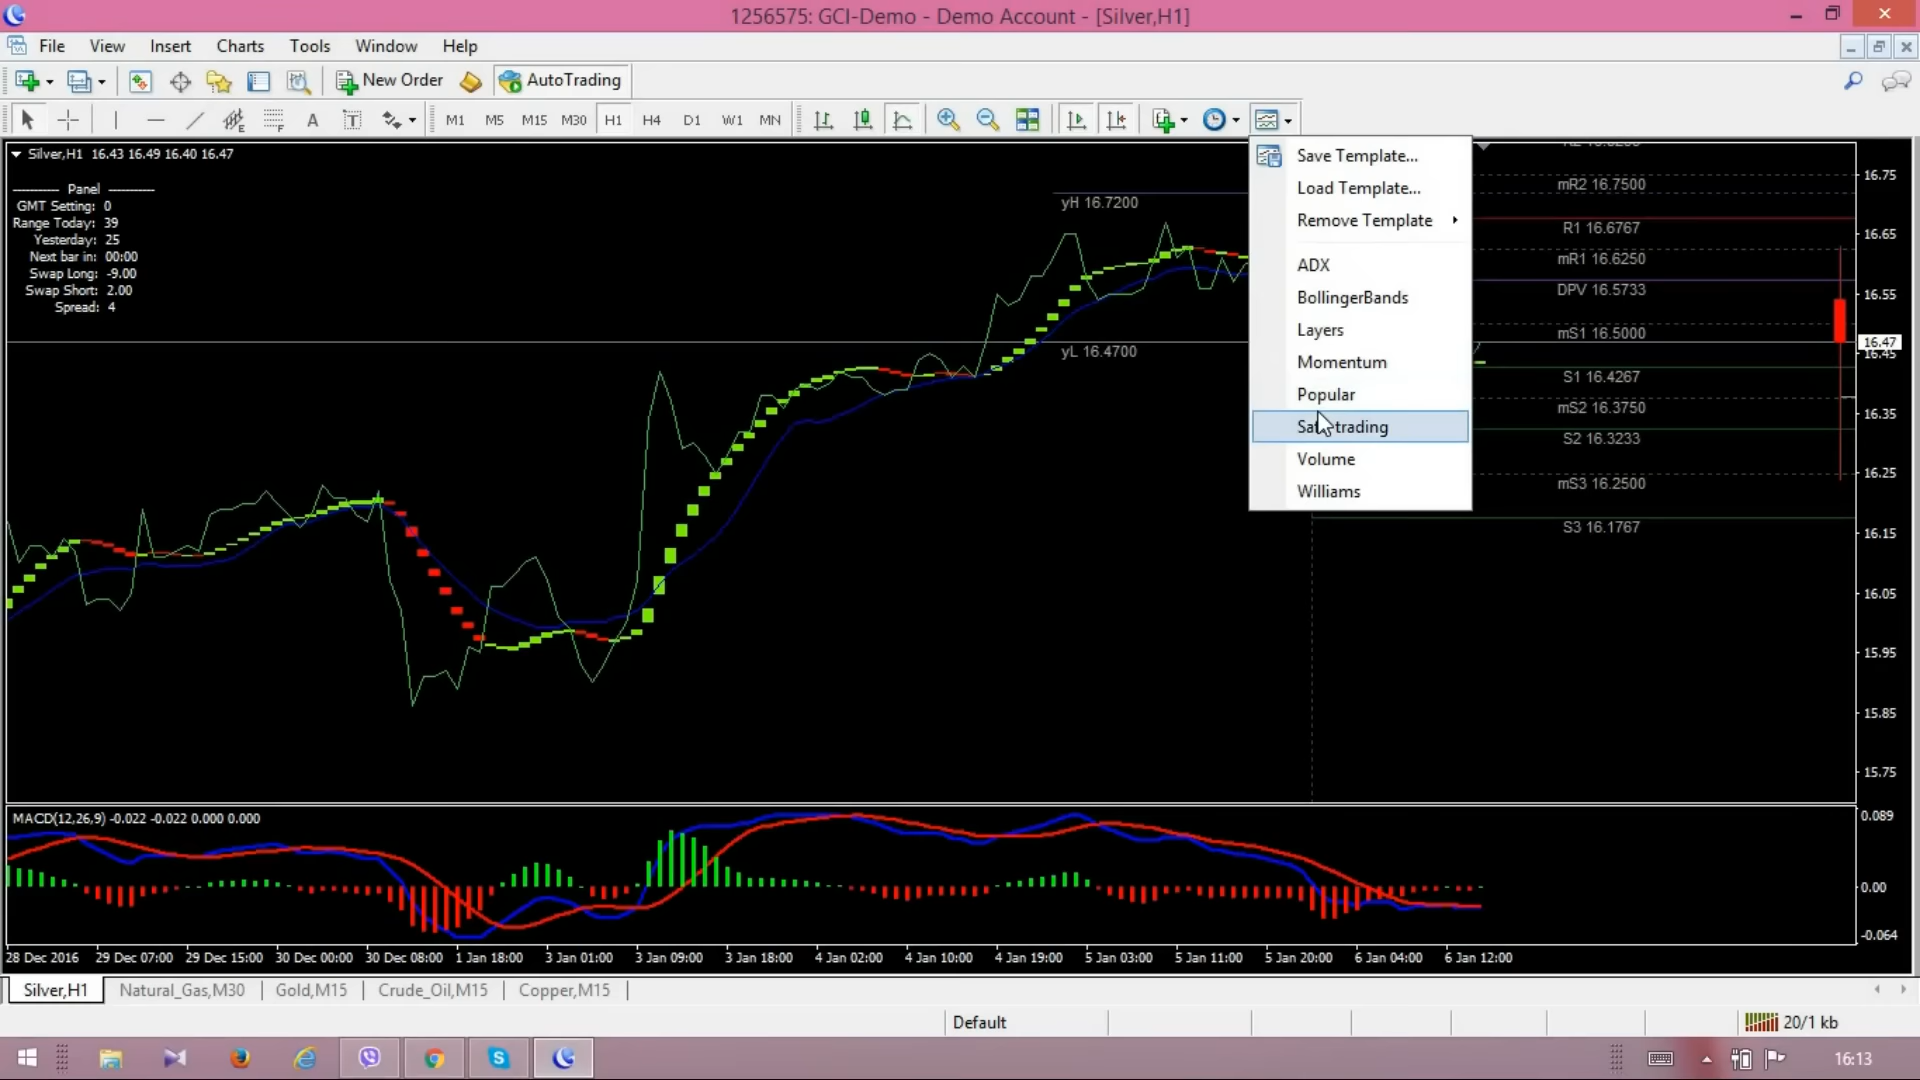 1256575: GCI-Demo - Demo Account - [Silver,H1]
File View Insert Charts Tools Window Help
New Order AutoTrading
A T M1 M5 M15 M30 H1 H4 D1 W1 MN
Silver,H1 16.43 16.49 16.40 16.47
Panel
GMT Setting: 0
Range Today: 39
Yesterday: 25
Next bar in: 00:00
Swap Long: -9.00
Swap Short: 2.00
Spread: 4
yH 16.7200
yL 16.4700
Save Template...
Load Template...
Remove Template
ADX
BollingerBands
Layers
Momentum
Popular
trading
Volume
Williams
mR2 16.7500
R1 16.6767
mR1 16.6250
DPV 16.5733
mS1 16.5000
S1 16.4267
mS2 16.3750
S2 16.3233
mS3 16.2500
S3 16.1767
16.75
16.65
16.55
16.47
16.45
16.35
16.25
16.15
16.05
15.95
15.85
15.75
MACD(12,26,9) -0.022 -0.022 0.000 0.000
0.089
0.00
-0.064
28 Dec 2016 29 Dec 07:00 29 Dec 15:00 30 Dec 00:00 30 Dec 08:00 1 Jan 18:00 3 Jan 01:00 3 Jan 09:00 3 Jan 18:00 4 Jan 02:00 4 Jan 10:00 4 Jan 19:00 5 Jan 03:00 5 Jan 11:00 5 Jan 20:00 6 Jan 04:00 6 Jan 12:00
Silver,H1 Natural_Gas,M30 Gold,M15 Crude_Oil,M15 Copper,M15
Default 20/1 kb
16:13